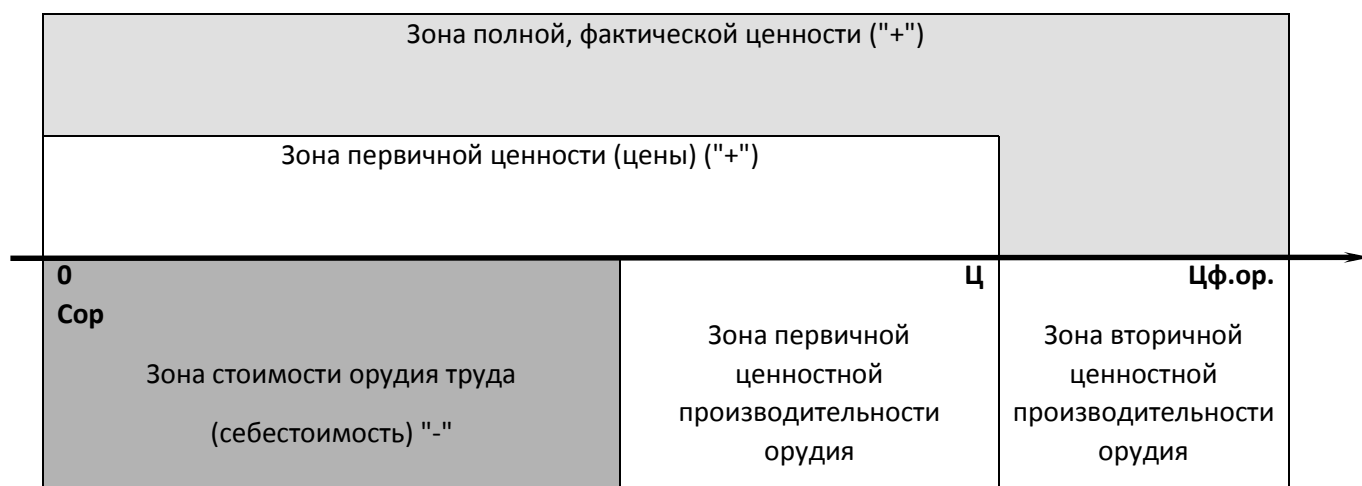 Зона полной, фактической ценности ("+")
Зона первичной ценности (цены) ("+")
0
Сор
Зона стоимости орудия труда
(себестоимость) "-"
Ц
Зона первичной
ценностной
производительности
орудия
Цф.ор.
Зона вторичной
ценностной
производительности
орудия